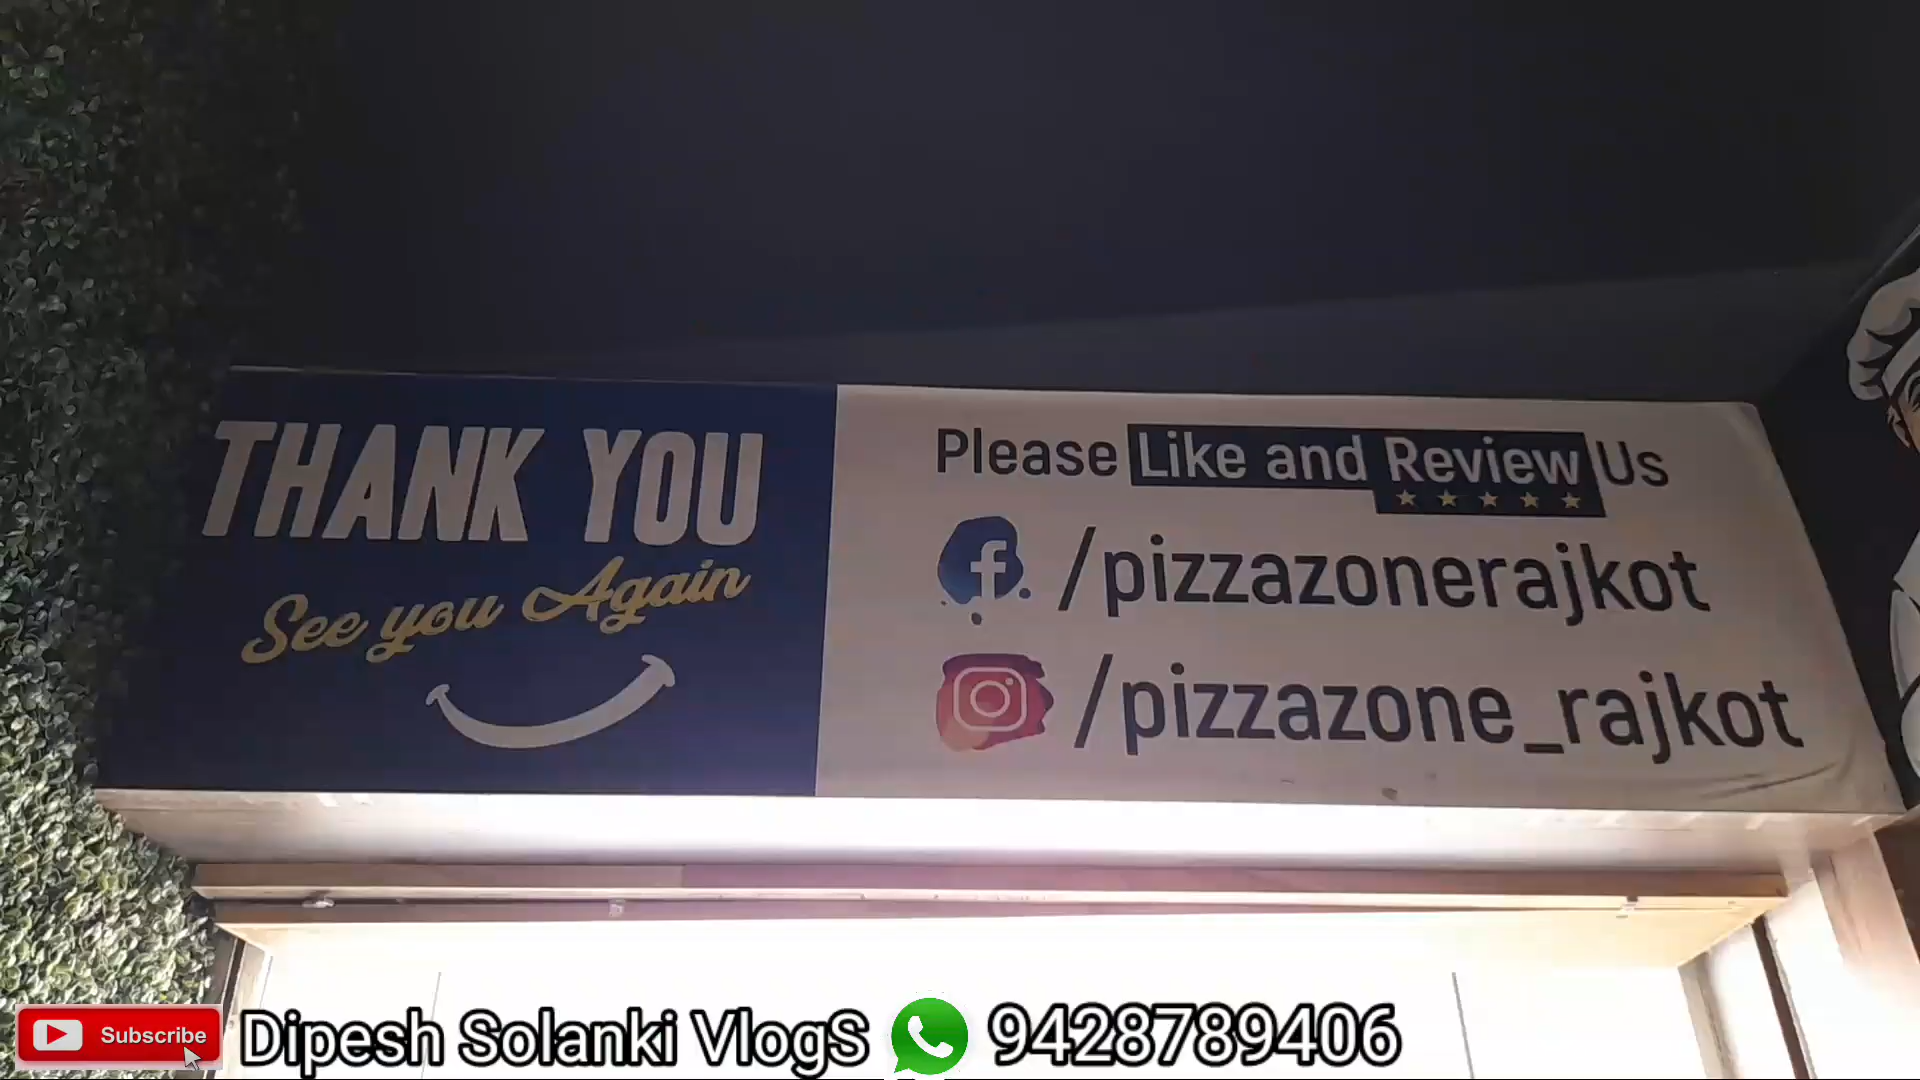 THANK YOU
See you Again
Please Like and Review Us
/pizzazonerajkot
/pizzazone_rajkot
Subscribe
Dipesh Solanki VlogS 9428789406